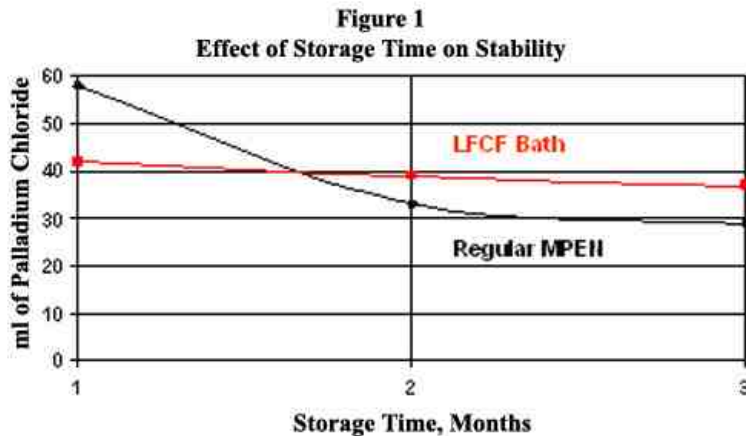 Figure 1
Effect of Storage Time on Stability
ml of Palladium Chloride
60
50
40
30
20
10
0
LFCF Bath
Regular MPEN
1
2
3
Storage Time, Months